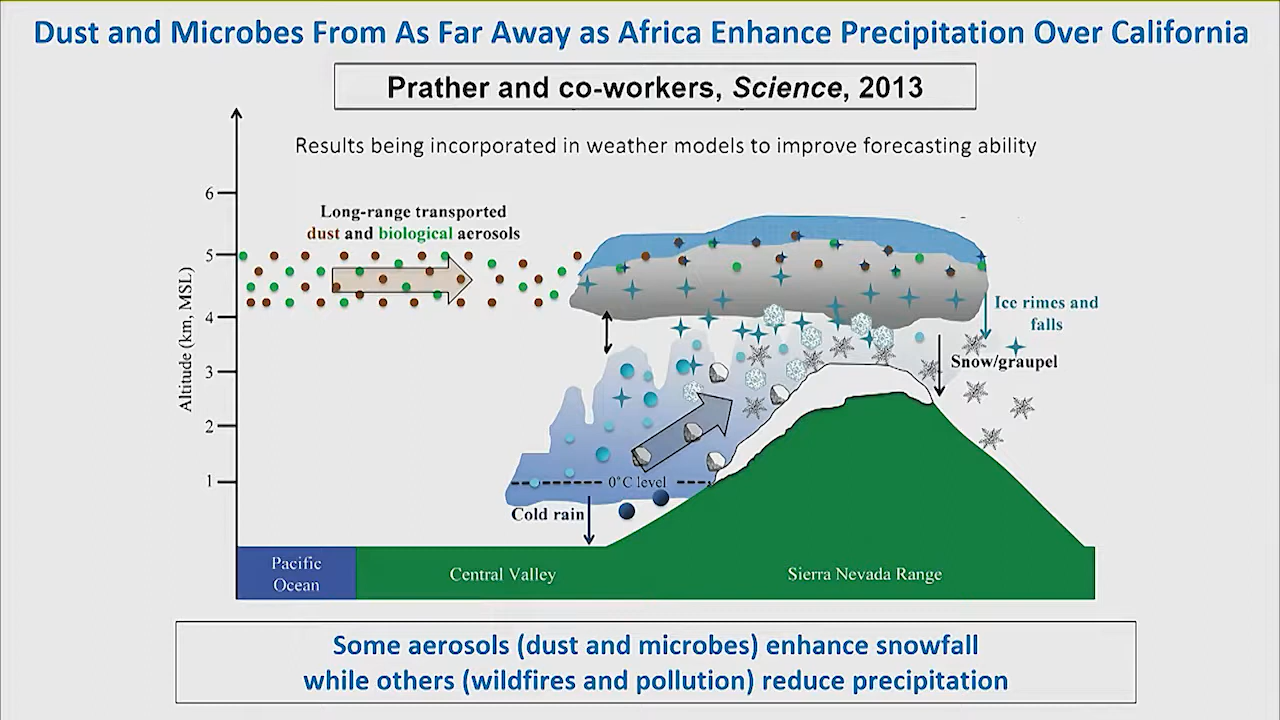 Dust and Microbes From As Far Away as Africa Enhance Precipitation Over California
Prather and co-workers, Science, 2013
Results being incorporated in weather models to improve forecasting ability
Altitude (km, MSL)
6
5
4
3
2
1
Long-range transported
dust and biological aerosols
Ice rimes and
falls
Snow/graupel
0°C level
Cold rain
Pacific
Ocean
Central Valley
Sierra Nevada Range
Some aerosols (dust and microbes) enhance snowfall
while others (wildfires and pollution) reduce precipitation